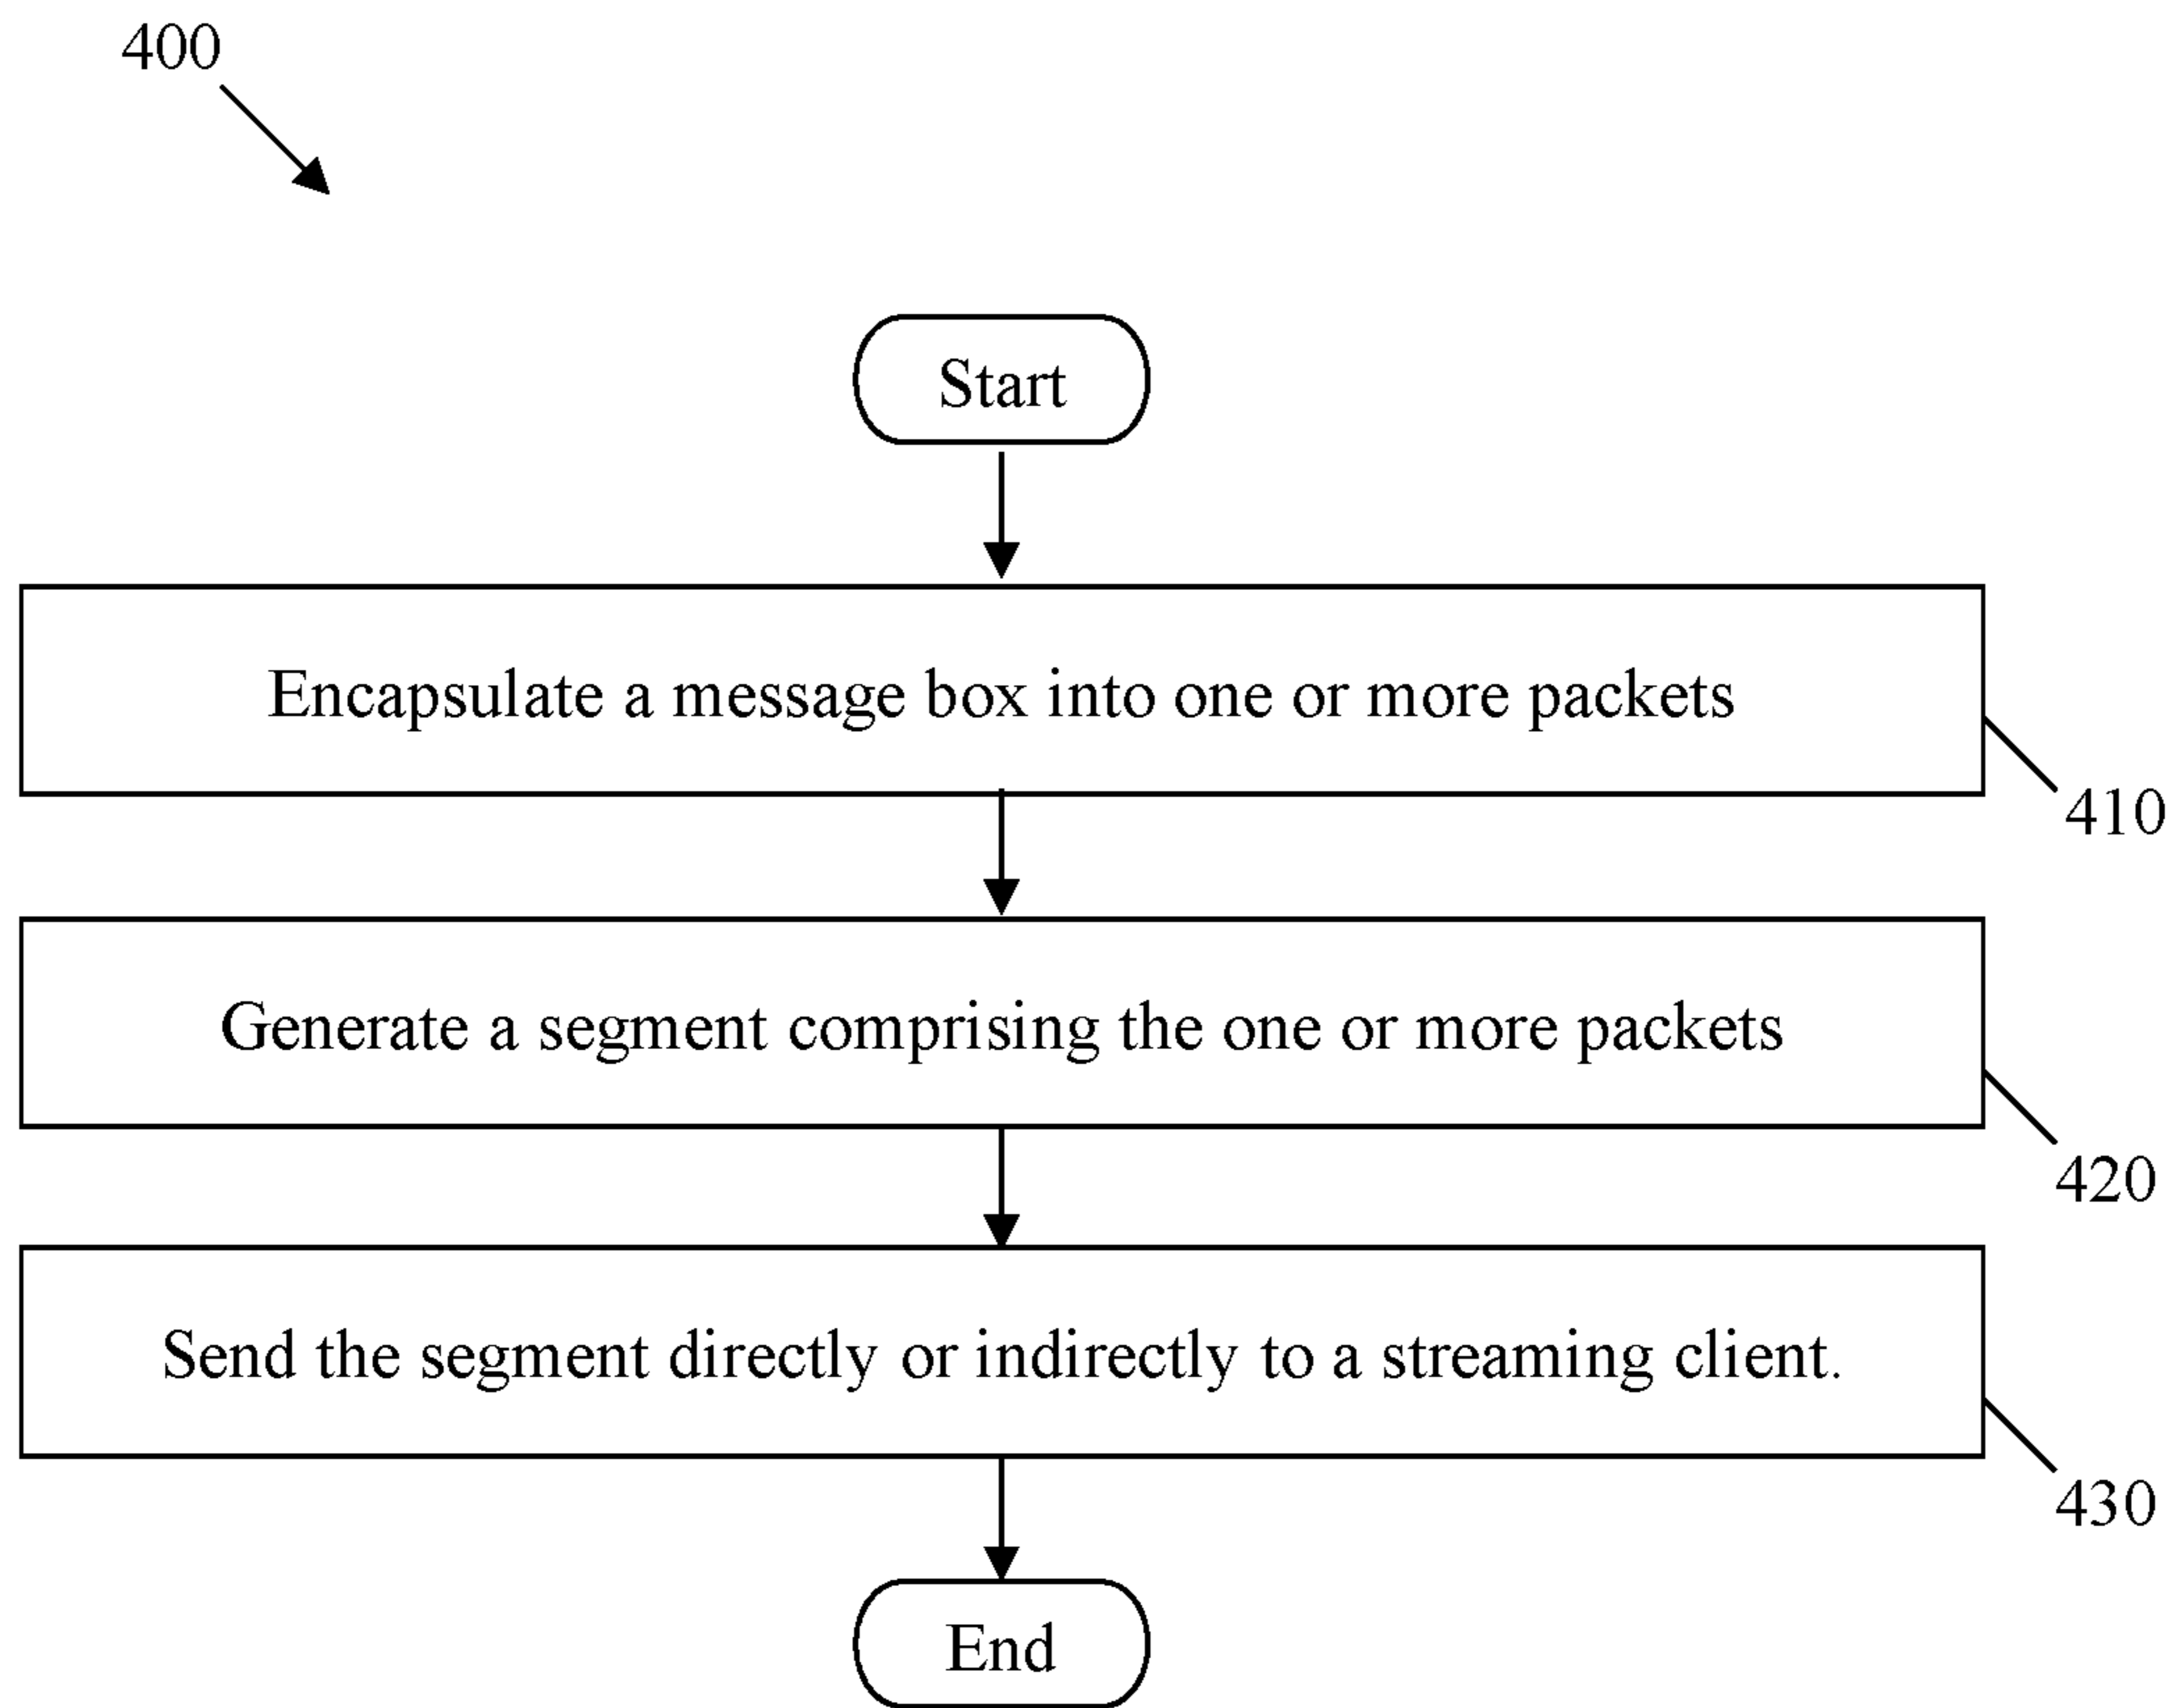 400
Start
Encapsulate a message box into one or more packets
410
Generate a segment comprising the one or more packets
420
Send the segment directly or indirectly to a streaming client.
430
End